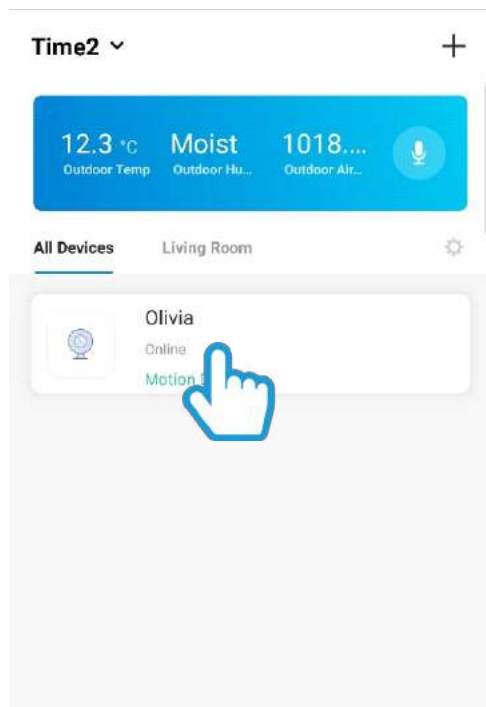 Time2
12.3 °C Moist 1018....
Outdoor Temp Outdoor Hu... Outdoor Air...
All Devices Living Room
Olivia
Online
Motion